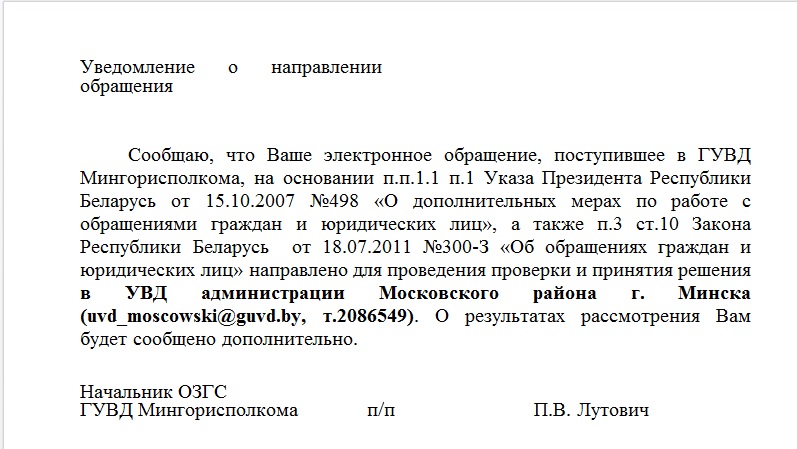 Уведомление о направлении
обращения
Сообщаю, что Ваше электронное обращение, поступившее в ГУВД
Мингорисполкома, на основании п.п.1.1 п.1 Указа Президента Республики
Беларусь от 15.10.2007 №498 «О дополнительных мерах по работе с
обращениями граждан и юридических лиц», а также п.3 ст.10 Закона
Республики Беларусь от 18.07.2011 №300-З «Об обращениях граждан и
юридических лиц» направлено для проведения проверки и принятия решения
в УВД администрации Московского района г. Минска
(uvd_moscowski@guvd.by, т.2086549). О результатах рассмотрения Вам
будет сообщено дополнительно.
Начальник ОЗГС
ГУВД Мингорисполкома п/п П.В. Лутович